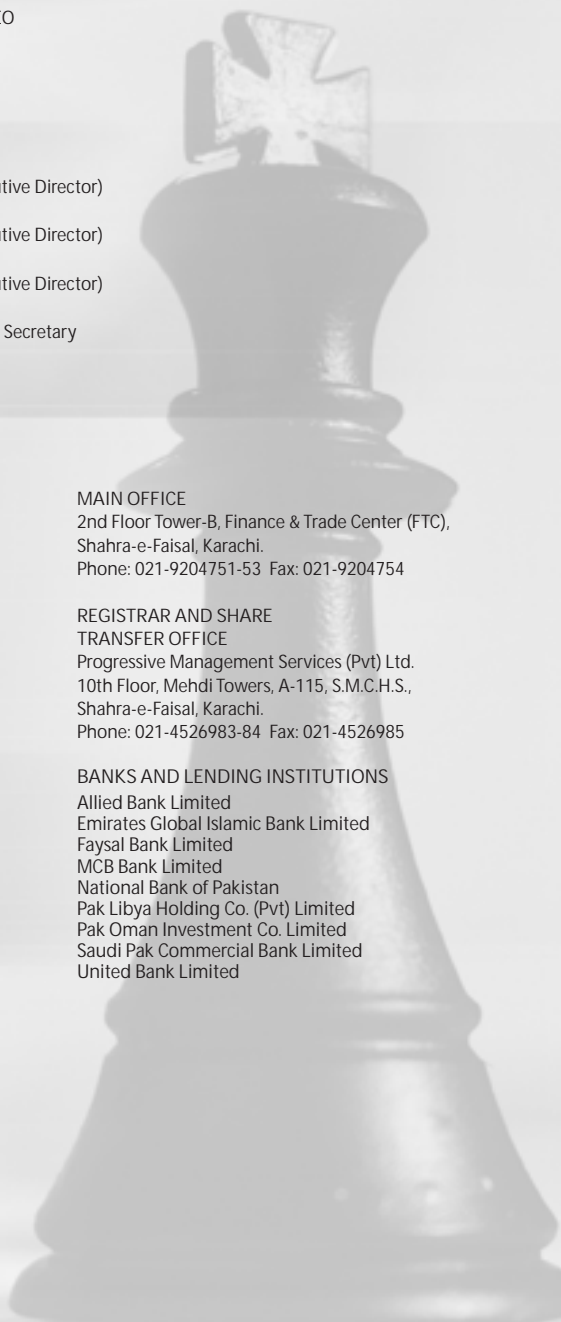 Director)
Director)
Director)
Secretary
MAIN OFFICE
2nd Floor Tower-B, Finance & Trade Center (FTC),
Shahra-e-Faisal, Karachi.
Phone: 021-9204751-53 Fax: 021-9204754
REGISTRAR AND SHARE
TRANSFER OFFICE
Progressive Management Services (Pvt) Ltd.
10th Floor, Mehdi Towers, A-115, S.M.C.H.S.,
Shahra-e-Faisal, Karachi.
Phone: 021-4526983-84 Fax: 021-4526985
BANKS AND LENDING INSTITUTIONS
Allied Bank Limited
Emirates Global Islamic Bank Limited
Faysal Bank Limited
MCB Bank Limited
National Bank of Pakistan
Pak Libya Holding Co. (Pvt) Limited
Pak Oman Investment Co. Limited
Saudi Pak Commercial Bank Limited
United Bank Limited